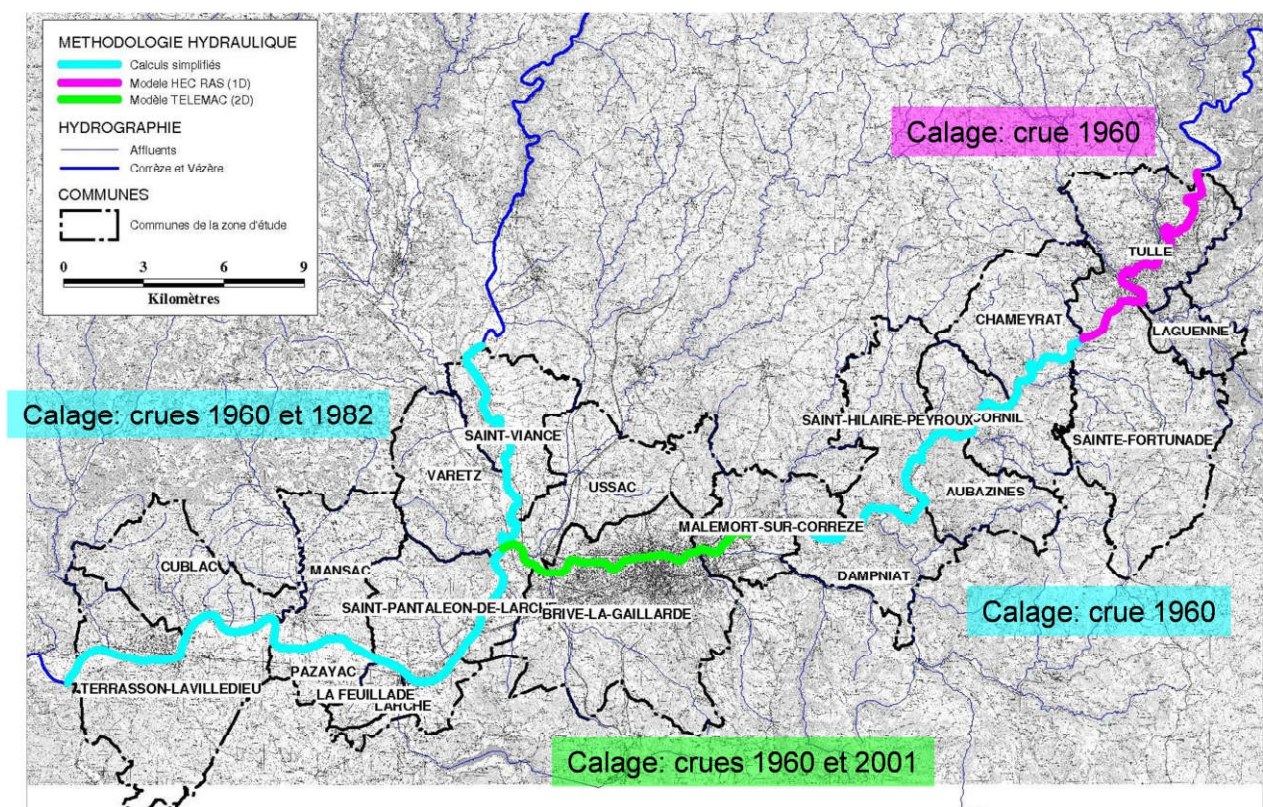 METHODOLOGIE HYDRAULIQUE
Calculs simplifiés
Modele HEC RAS (1D)
Modèle TELEMAC (2D)
HYDROGRAPHIE
Affluents
Corrèze et Vézère
COMMUNES
Communes de la zone d'étude
0 3 6 9
Kilomètres
Calage: crue 1960
TULLE
CHAMEYRAT
LAGUENNE
Calage: crues 1960 et 1982
SAINT-HILAIRE-PEYROUX
CORNIL
SAINT-VIANCE
SAINTE-FORTUNADE
VARETZ
USSAC
AUBAZINES
MALEMORT-SUR-CORREZE
CUBLAC
MANSAC
DAMPNIAT
SAINT-PANTALEON-DE-LARCHE
BRIVE-LA-GAILLARDE
Calage: crue 1960
PAZAYAC
TERRASSON-LAVILLEDIEU
LA FEUILLADE
LARCHE
Calage: crues 1960 et 2001